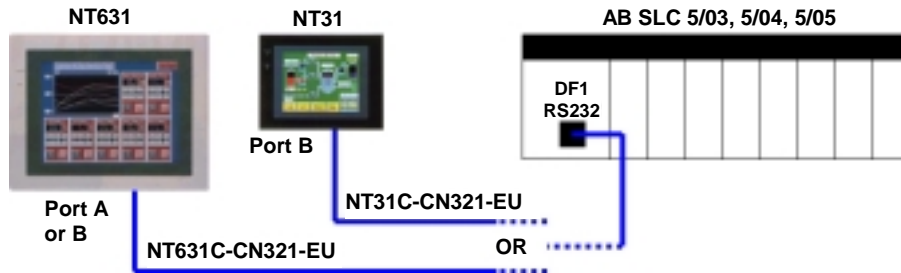 NT631
NT31
AB SLC 5/03, 5/04, 5/05
DF1
RS232
Port B
Port A
or B
NT31C-CN321-EU
OR
NT631C-CN321-EU